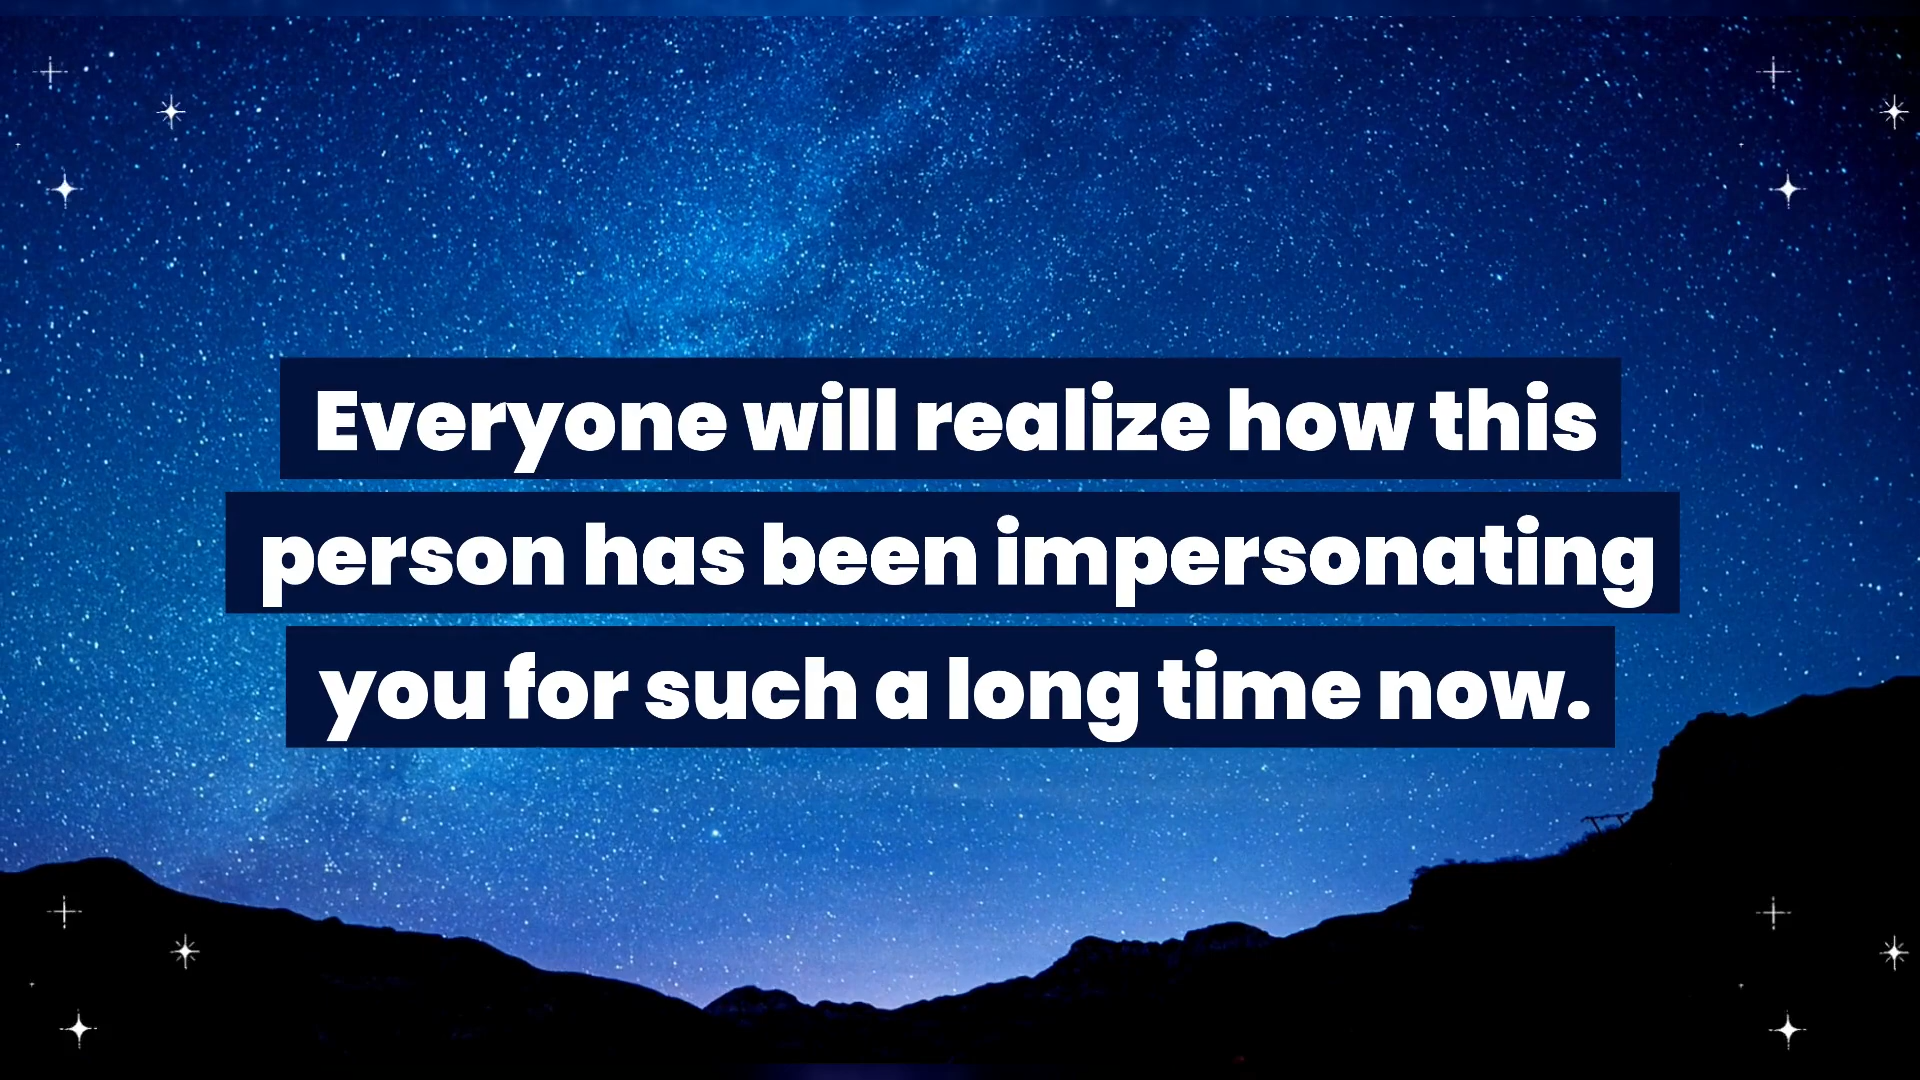 Everyone will realize how this
person has been impersonating
you for such a long time now.